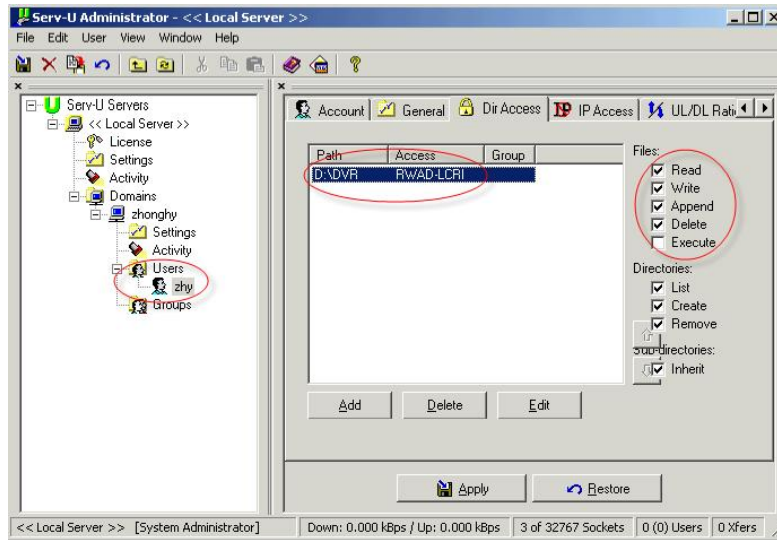 Serv-U Administrator - << Local Server >>
File Edit User View Window Help
Serv-U Servers
<< Local Server >>
License
Settings
Activity
Domains
zhonghy
Settings
Activity
Users
zhy
Groups
Account General Dir Access IP Access UL/DL Rati
Path Access Group
D:\DVR RWAD-LCRI
Files:
Read
Write
Append
Delete
Execute
Directories:
List
Create
Remove
Sub-directories:
Inherit
Add Delete Edit
Apply Restore
<< Local Server >> [System Administrator] Down: 0.000 kBps / Up: 0.000 kBps 3 of 32767 Sockets 0 (0) Users 0 Xfers